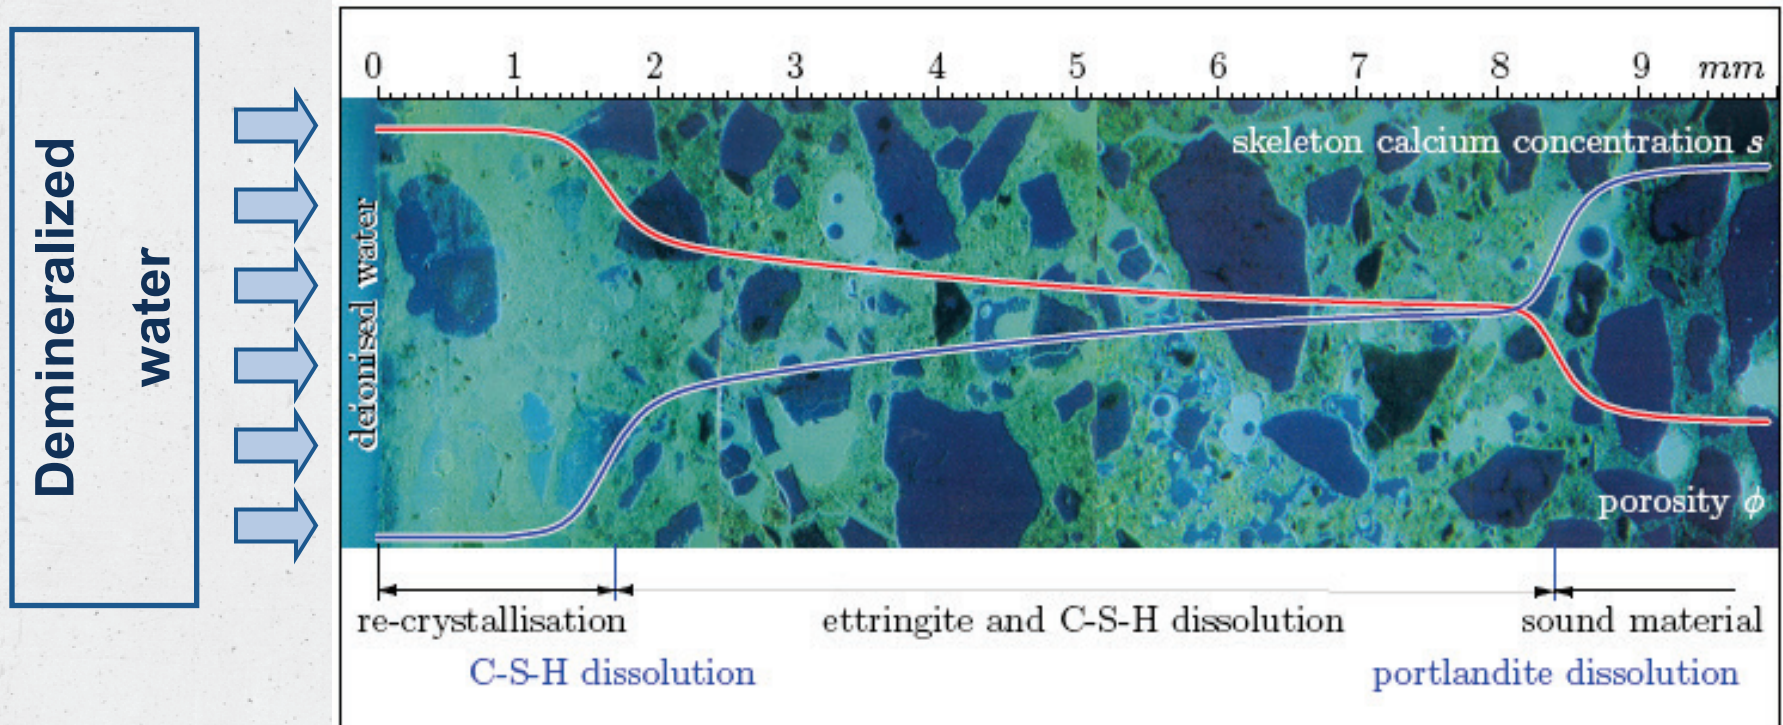 Demineralized
water
0 1 2 3 4 5 6 7 8 9 mm
skeleton calcium concentration s
deionised water
porosity ϕ
re-crystallisation
ettringite and C-S-H dissolution
sound material
C-S-H dissolution
portlandite dissolution